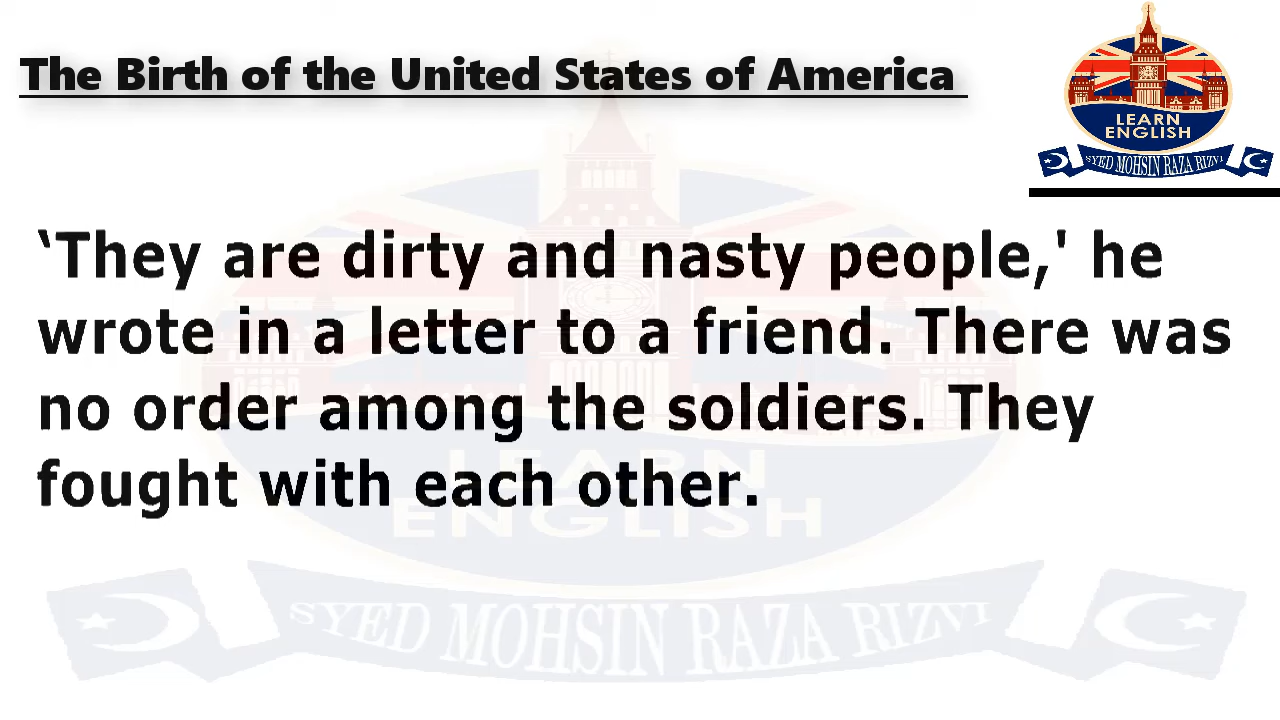 The Birth of the United States of America
LEARN
ENGLISH
SYED MOHSIN RAZA RIZVI
‘They are dirty and nasty people,' he
wrote in a letter to a friend. There was
no order among the soldiers. They
fought with each other.
LEARN
ENGLISH
SYED MOHSIN RAZA RIZVI